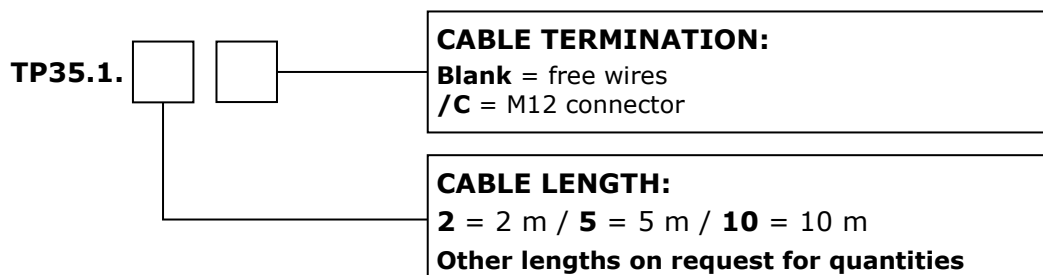 TP35.1.
CABLE TERMINATION:
Blank = free wires
/C = M12 connector
CABLE LENGTH:
2 = 2 m / 5 = 5 m / 10 = 10 m
Other lengths on request for quantities